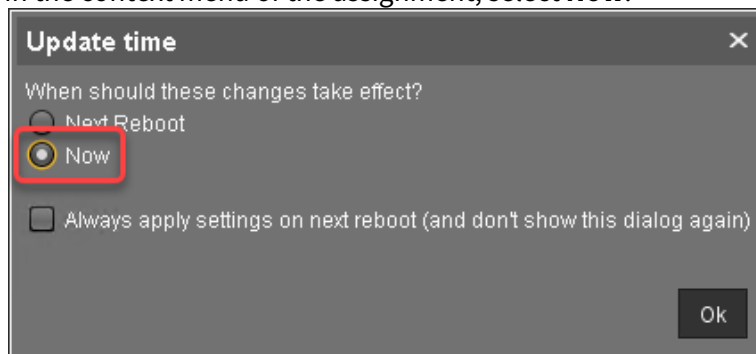 in the context menu of the assignment, select Now.
Update time
When should these changes take effect?
Next Reboot
Now
Always apply settings on next reboot (and don't show this dialog again)
Ok